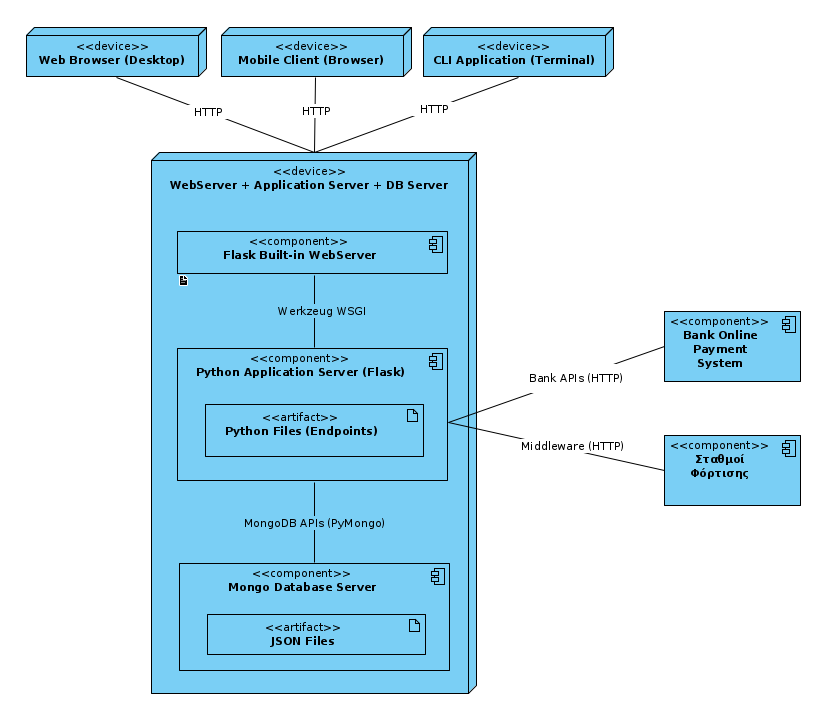 <<device>>
Web Browser (Desktop)
<<device>>
Mobile Client (Browser)
<<device>>
CLI Application (Terminal)
HTTP
HTTP
HTTP
<<device>>
WebServer + Application Server + DB Server
<<component>>
Flask Built-in WebServer
Werkzeug WSGI
<<component>>
Python Application Server (Flask)
<<artifact>>
Python Files (Endpoints)
MongoDB APIs (PyMongo)
<<component>>
Mongo Database Server
<<artifact>>
JSON Files
Bank APIs (HTTP)
Middleware (HTTP)
<<component>>
Bank Online
Payment
System
<<component>>
Σταθμοί
Φόρτισης